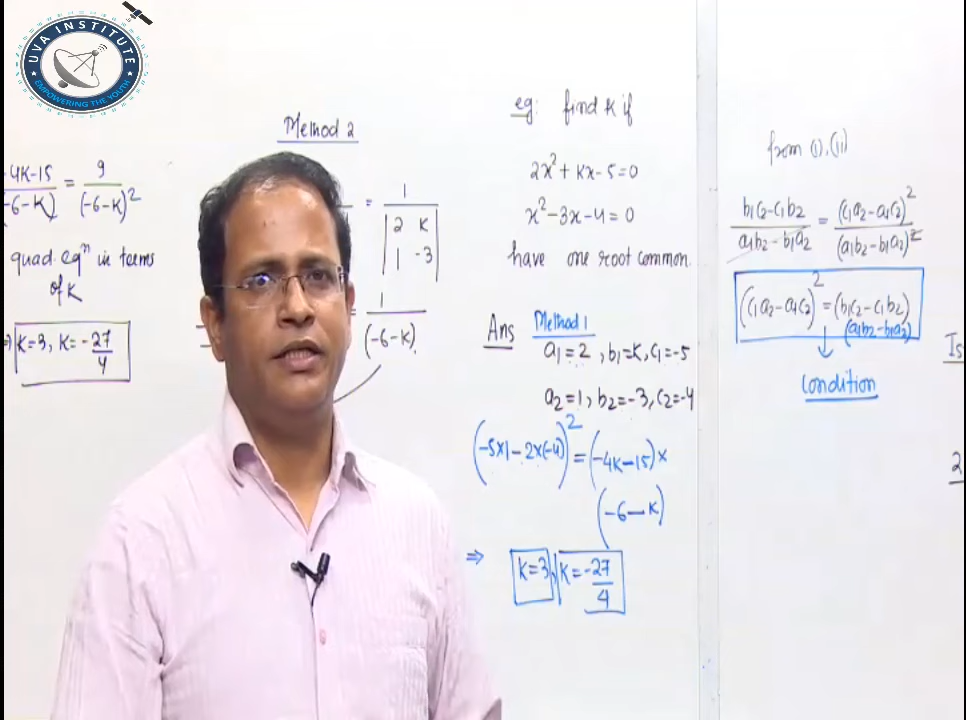 UVA INSTITUTE
EMPOWERING THE YOUTH
-4K-15 / (-6-K) = 9 / (-6-K)²
quad. eqⁿ in terms
of K
K=3, K= -27/4
Method 2
= 1 / |2 K|
|1 -3|
= 1 / (-6-K).
eg: find K if
2x² + Kx - 5 = 0
x² - 3x - 4 = 0
have one root common
Ans Method 1
a₁=2, b₁=K, c₁=-5
a₂=1, b₂=-3, c₂=-4
(-5x1 - 2x(-4))² = (-4K-15)x
(-6-K)
⇒ K=3, K= -27/4
from (i), (ii)
b₁c₂-c₁b₂ / a₁b₂-b₁a₂ = (c₁a₂-a₁c₂)² / (a₁b₂-b₁a₂)²
(c₁a₂-a₁c₂)² = (b₁c₂-c₁b₂)
(a₁b₂-b₁a₂)
↓
Condition
Is
2